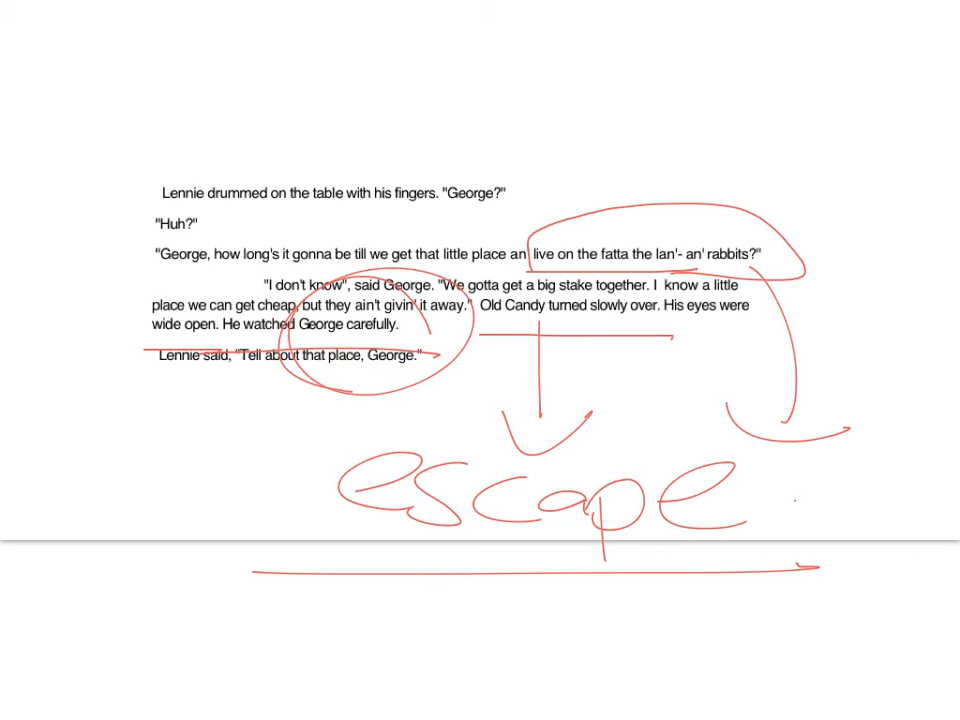 Lennie drummed on the table with his fingers. "George?"
"Huh?"
"George, how long's it gonna be till we get that little place an live on the fatta the lan'- an' rabbits?"
"I don't know", said George. "We gotta get a big stake together. I know a little
place we can get cheap, but they ain't givin' it away." Old Candy turned slowly over. His eyes were
wide open. He watched George carefully.
Lennie said, "Tell about that place, George."
escape